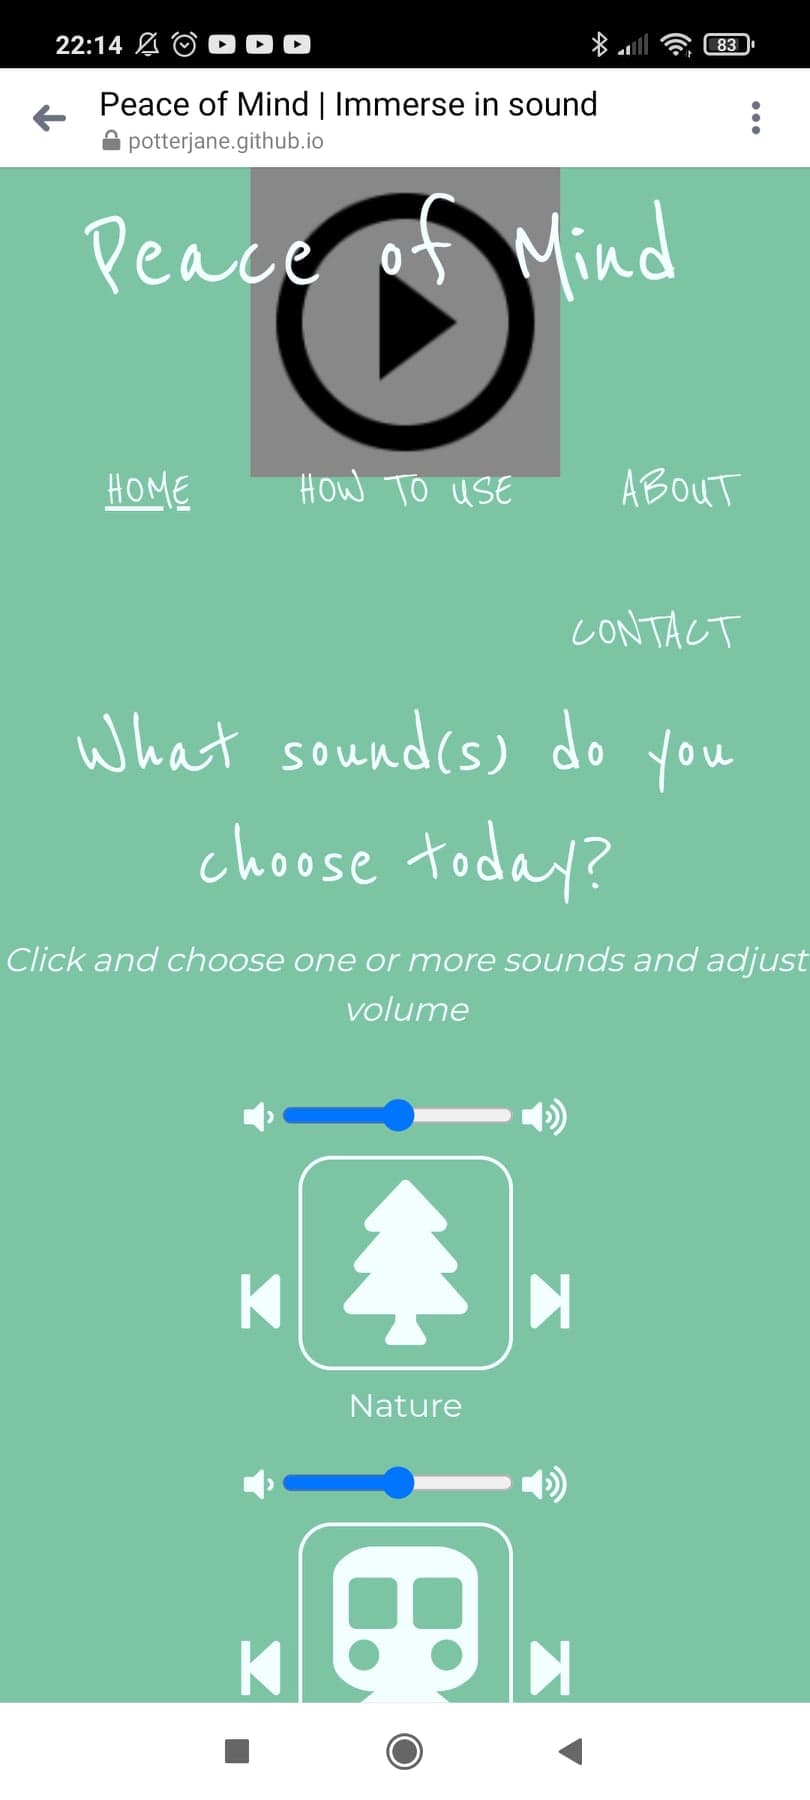 22:14
83
Peace of Mind | Immerse in sound
potterjane.github.io
Peace of Mind
HOME HOW TO USE ABOUT
CONTACT
What sound(s) do you
choose today?
Click and choose one or more sounds and adjust
volume
Nature